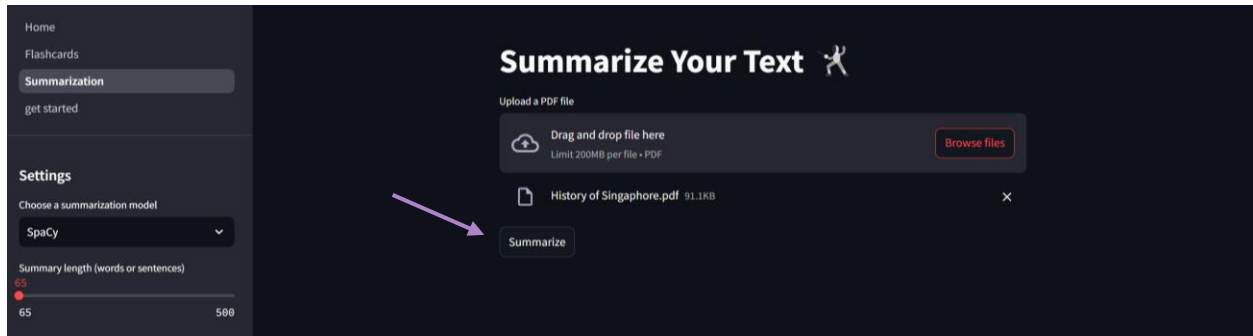 Home
Flashcards
Summarization
get started
Settings
Choose a summarization model
SpaCy
Summary length (words or sentences)
65
65 500
Summarize Your Text
Upload a PDF file
Drag and drop file here
Limit 200MB per file • PDF
Browse files
History of Singaphore.pdf 91.1KB
Summarize